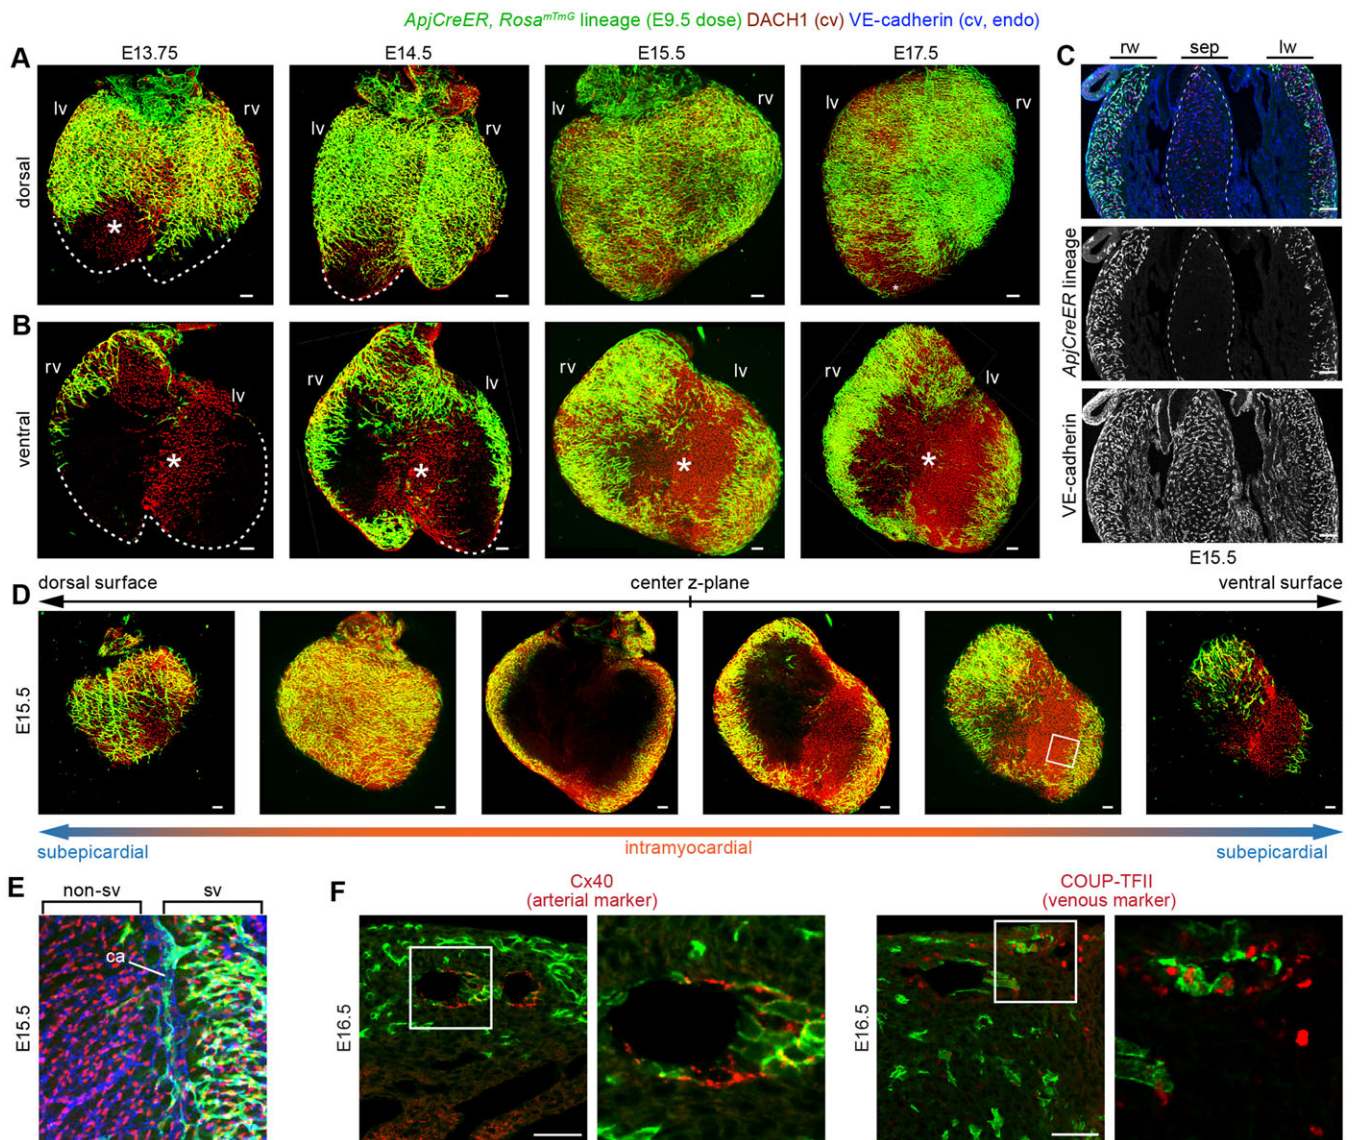 ApjCreER, Rosa^mTmG lineage (E9.5 dose) DACH1 (cv) VE-cadherin (cv, endo)
A
E13.75
E14.5
E15.5
E17.5
dorsal
lv
rv
*
lv
rv
lv
rv
*
B
ventral
rv
lv
*
rv
lv
*
rv
lv
*
rv
lv
*
C
rw
sep
lw
ApjCreER lineage
VE-cadherin
E15.5
D
dorsal surface
center z-plane
ventral surface
E15.5
subepicardial
intramyocardial
subepicardial
E
non-sv
sv
ca
E15.5
F
Cx40
(arterial marker)
E16.5
COUP-TFII
(venous marker)
E16.5